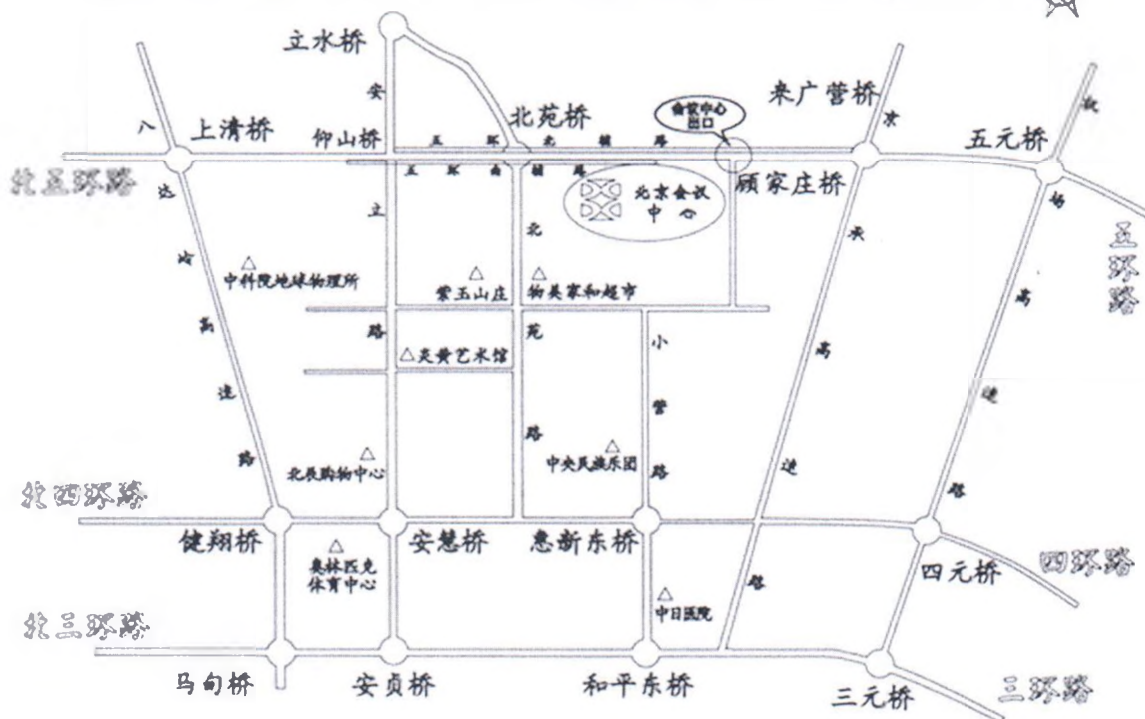 立水桥
安立路
会议中心
出口
来广营桥
北苑桥
上清桥
仰山桥
五环北辅路
五元桥
北五环路
五环南辅路
顾家庄桥
北京会议
中心
八达岭高速路
京承高速路
机场高速路
五环路
中科院地球物理所
紫玉山庄
物美家和超市
北苑路
炎黄艺术馆
小营路
北辰购物中心
中央民族乐团
北四环路
健翔桥
安慧桥
惠新东桥
四元桥
四环路
奥林匹克
体育中心
中日医院
北三环路
马甸桥
安贞桥
和平东桥
三元桥
三环路